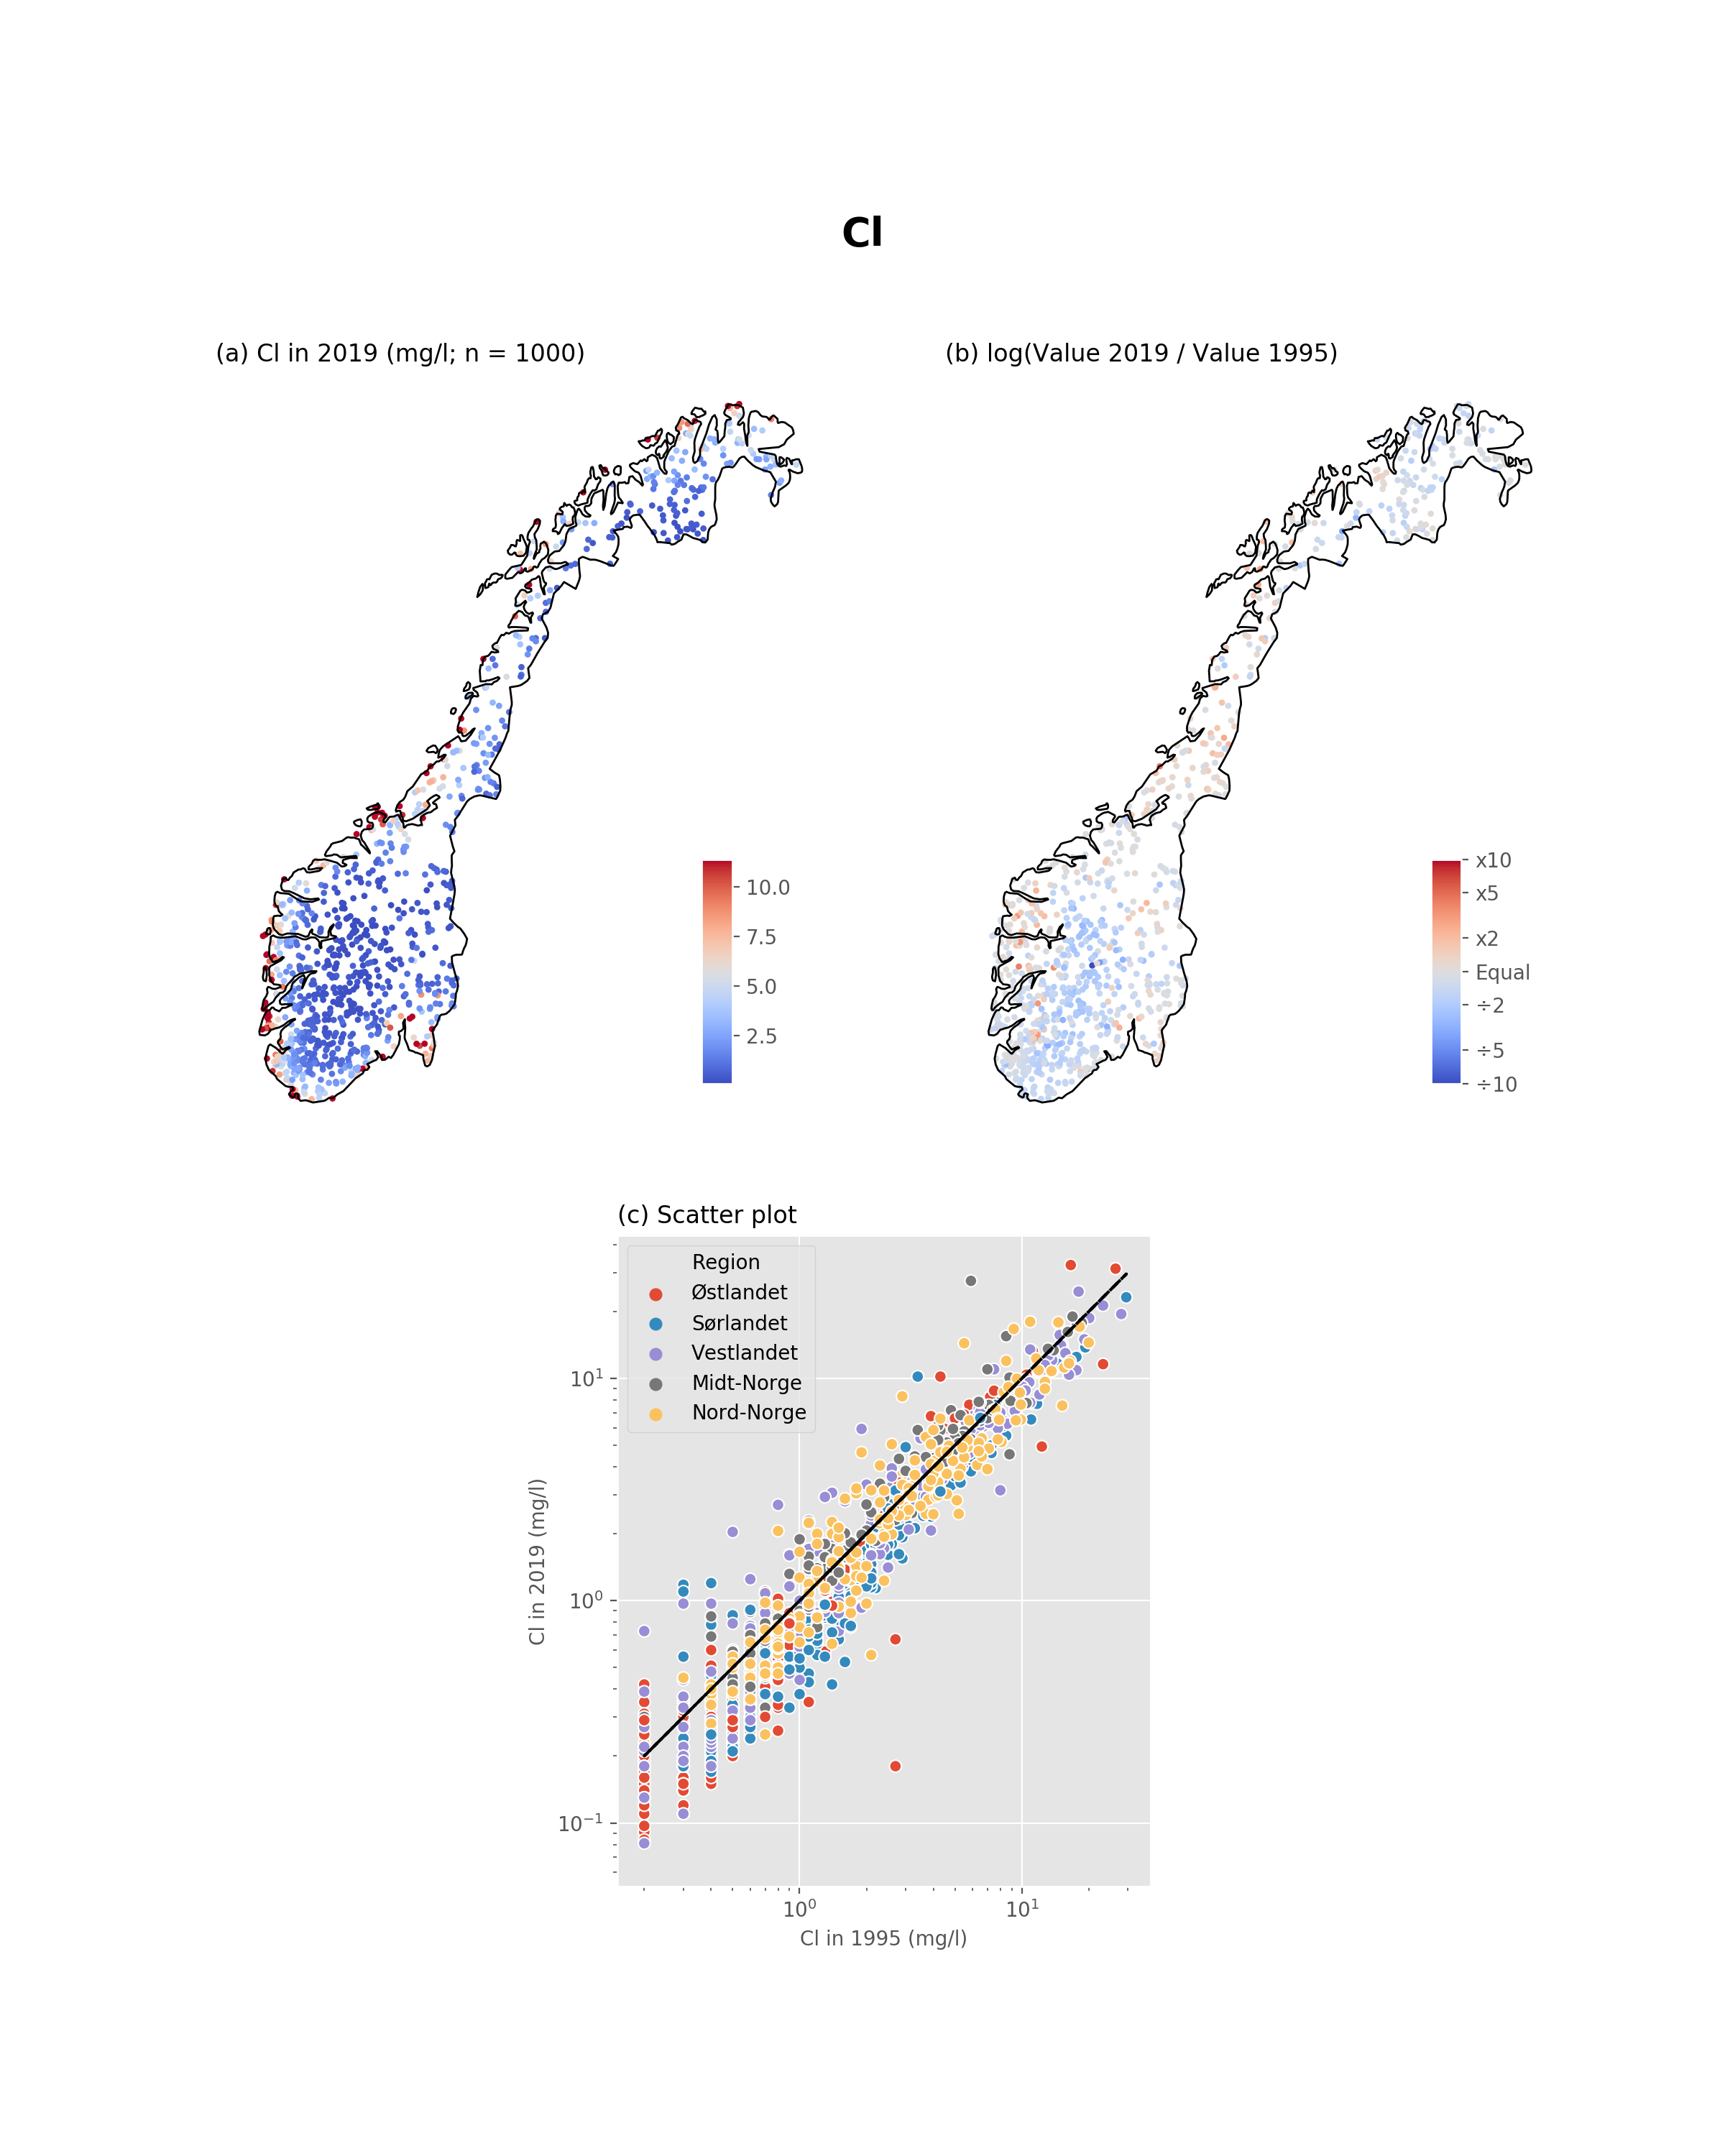 Cl
(a) Cl in 2019 (mg/l; n = 1000)
(b) log(Value 2019 / Value 1995)
10.0
7.5
5.0
2.5
x10
x5
x2
Equal
÷2
÷5
÷10
(c) Scatter plot
Region
Østlandet
Sørlandet
Vestlandet
Midt-Norge
Nord-Norge
Cl in 2019 (mg/l)
10¹
10⁰
10⁻¹
10⁰
10¹
Cl in 1995 (mg/l)